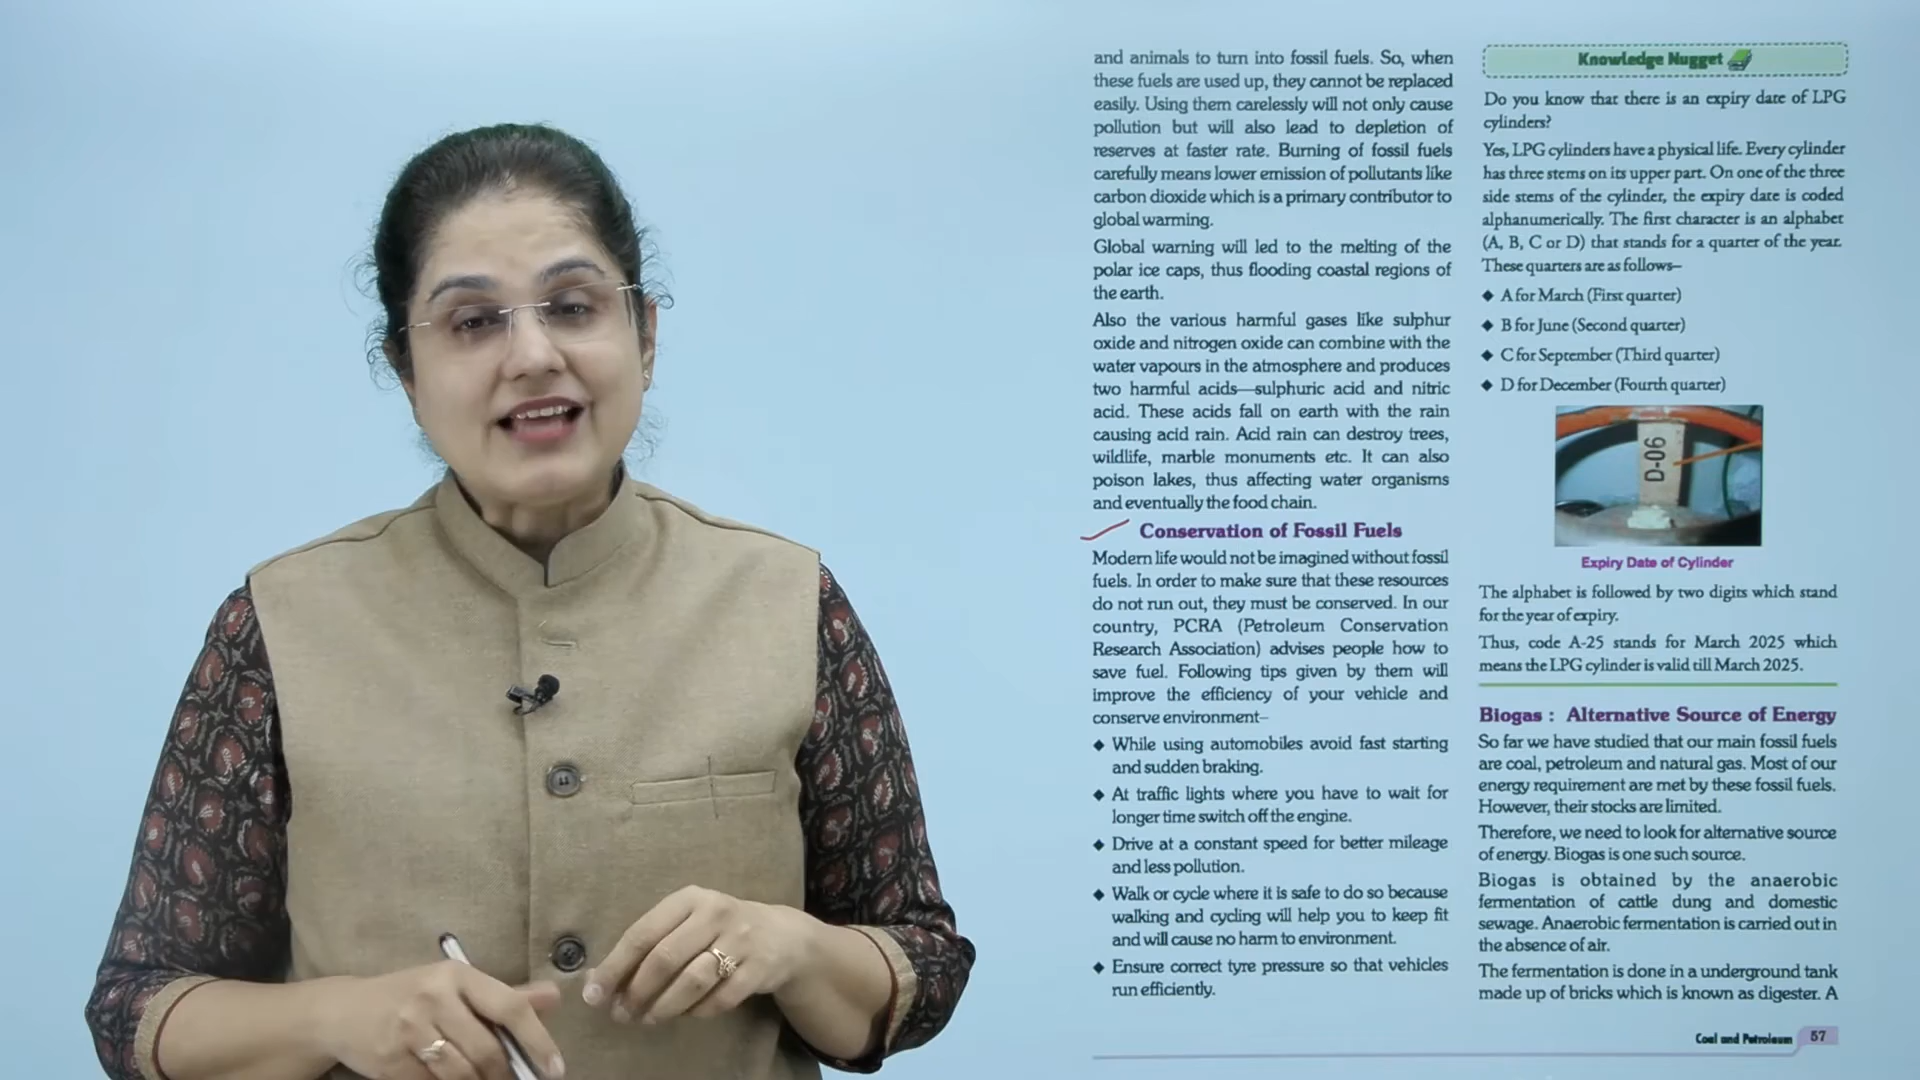 and animals to turn into fossil fuels. So, when
these fuels are used up, they cannot be replaced
easily. Using them carelessly will not only cause
pollution but will also lead to depletion of
reserves at faster rate. Burning of fossil fuels
carefully means lower emission of pollutants like
carbon dioxide which is a primary contributor to
global warming.
Global warning will led to the melting of the
polar ice caps, thus flooding coastal regions of
the earth.
Also the various harmful gases like sulphur
oxide and nitrogen oxide can combine with the
water vapours in the atmosphere and produces
two harmful acids—sulphuric acid and nitric
acid. These acids fall on earth with the rain
causing acid rain. Acid rain can destroy trees,
wildlife, marble monuments etc. It can also
poison lakes, thus affecting water organisms
and eventually the food chain.
Conservation of Fossil Fuels
Modern life would not be imagined without fossil
fuels. In order to make sure that these resources
do not run out, they must be conserved. In our
country, PCRA (Petroleum Conservation
Research Association) advises people how to
save fuel. Following tips given by them will
improve the efficiency of your vehicle and
conserve environment–
◆ While using automobiles avoid fast starting
and sudden braking.
◆ At traffic lights where you have to wait for
longer time switch off the engine.
◆ Drive at a constant speed for better mileage
and less pollution.
◆ Walk or cycle where it is safe to do so because
walking and cycling will help you to keep fit
and will cause no harm to environment.
◆ Ensure correct tyre pressure so that vehicles
run efficiently.
Knowledge Nugget
Do you know that there is an expiry date of LPG
cylinders?
Yes, LPG cylinders have a physical life. Every cylinder
has three stems on its upper part. On one of the three
side stems of the cylinder, the expiry date is coded
alphanumerically. The first character is an alphabet
(A, B, C or D) that stands for a quarter of the year.
These quarters are as follows–
◆ A for March (First quarter)
◆ B for June (Second quarter)
◆ C for September (Third quarter)
◆ D for December (Fourth quarter)
D-06
Expiry Date of Cylinder
The alphabet is followed by two digits which stand
for the year of expiry.
Thus, code A-25 stands for March 2025 which
means the LPG cylinder is valid till March 2025.
Biogas : Alternative Source of Energy
So far we have studied that our main fossil fuels
are coal, petroleum and natural gas. Most of our
energy requirement are met by these fossil fuels.
However, their stocks are limited.
Therefore, we need to look for alternative source
of energy. Biogas is one such source.
Biogas is obtained by the anaerobic
fermentation of cattle dung and domestic
sewage. Anaerobic fermentation is carried out in
the absence of air.
The fermentation is done in a underground tank
made up of bricks which is known as digester. A
Coal and Petroleum 57